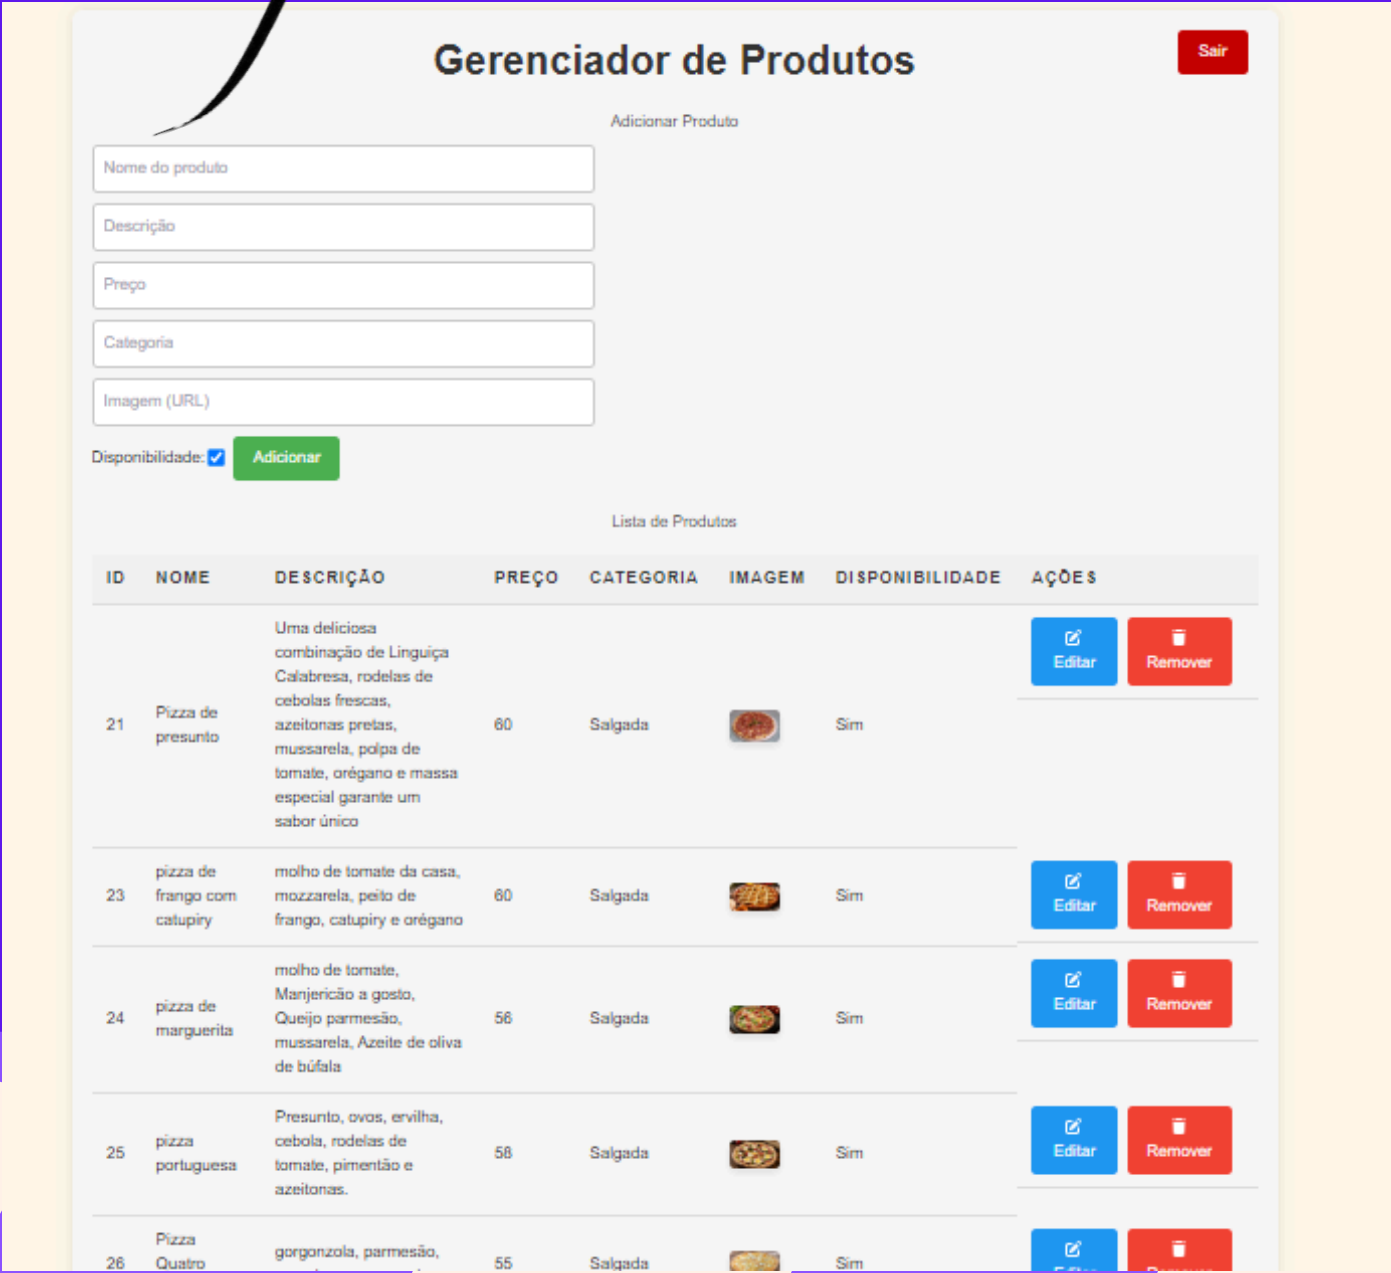 Gerenciador de Produtos
Sair
Adicionar Produto
Nome do produto
Descrição
Preço
Categoria
Imagem (URL)
Disponibilidade:
Adicionar
Lista de Produtos
ID NOME DESCRIÇÃO PREÇO CATEGORIA IMAGEM DISPONIBILIDADE AÇÕES
21
Pizza de
presunto
Uma deliciosa
combinação de Linguiça
Calabresa, rodelas de
cebolas frescas,
azeitonas pretas,
mussarela, polpa de
tomate, orégano e massa
especial garante um
sabor único
60
Salgada
Sim
Editar
Remover
23
pizza de
frango com
catupiry
molho de tomate da casa,
mozzarela, peito de
frango, catupiry e orégano
60
Salgada
Sim
Editar
Remover
24
pizza de
marguerita
molho de tomate,
Manjericão a gosto,
Queijo parmesão,
mussarela, Azeite de oliva
de búfala
56
Salgada
Sim
Editar
Remover
25
pizza
portuguesa
Presunto, ovos, ervilha,
cebola, rodelas de
tomate, pimentão e
azeitonas.
58
Salgada
Sim
Editar
Remover
26
Pizza
Quatro
gorgonzola, parmesão,
55
Salgada
Sim